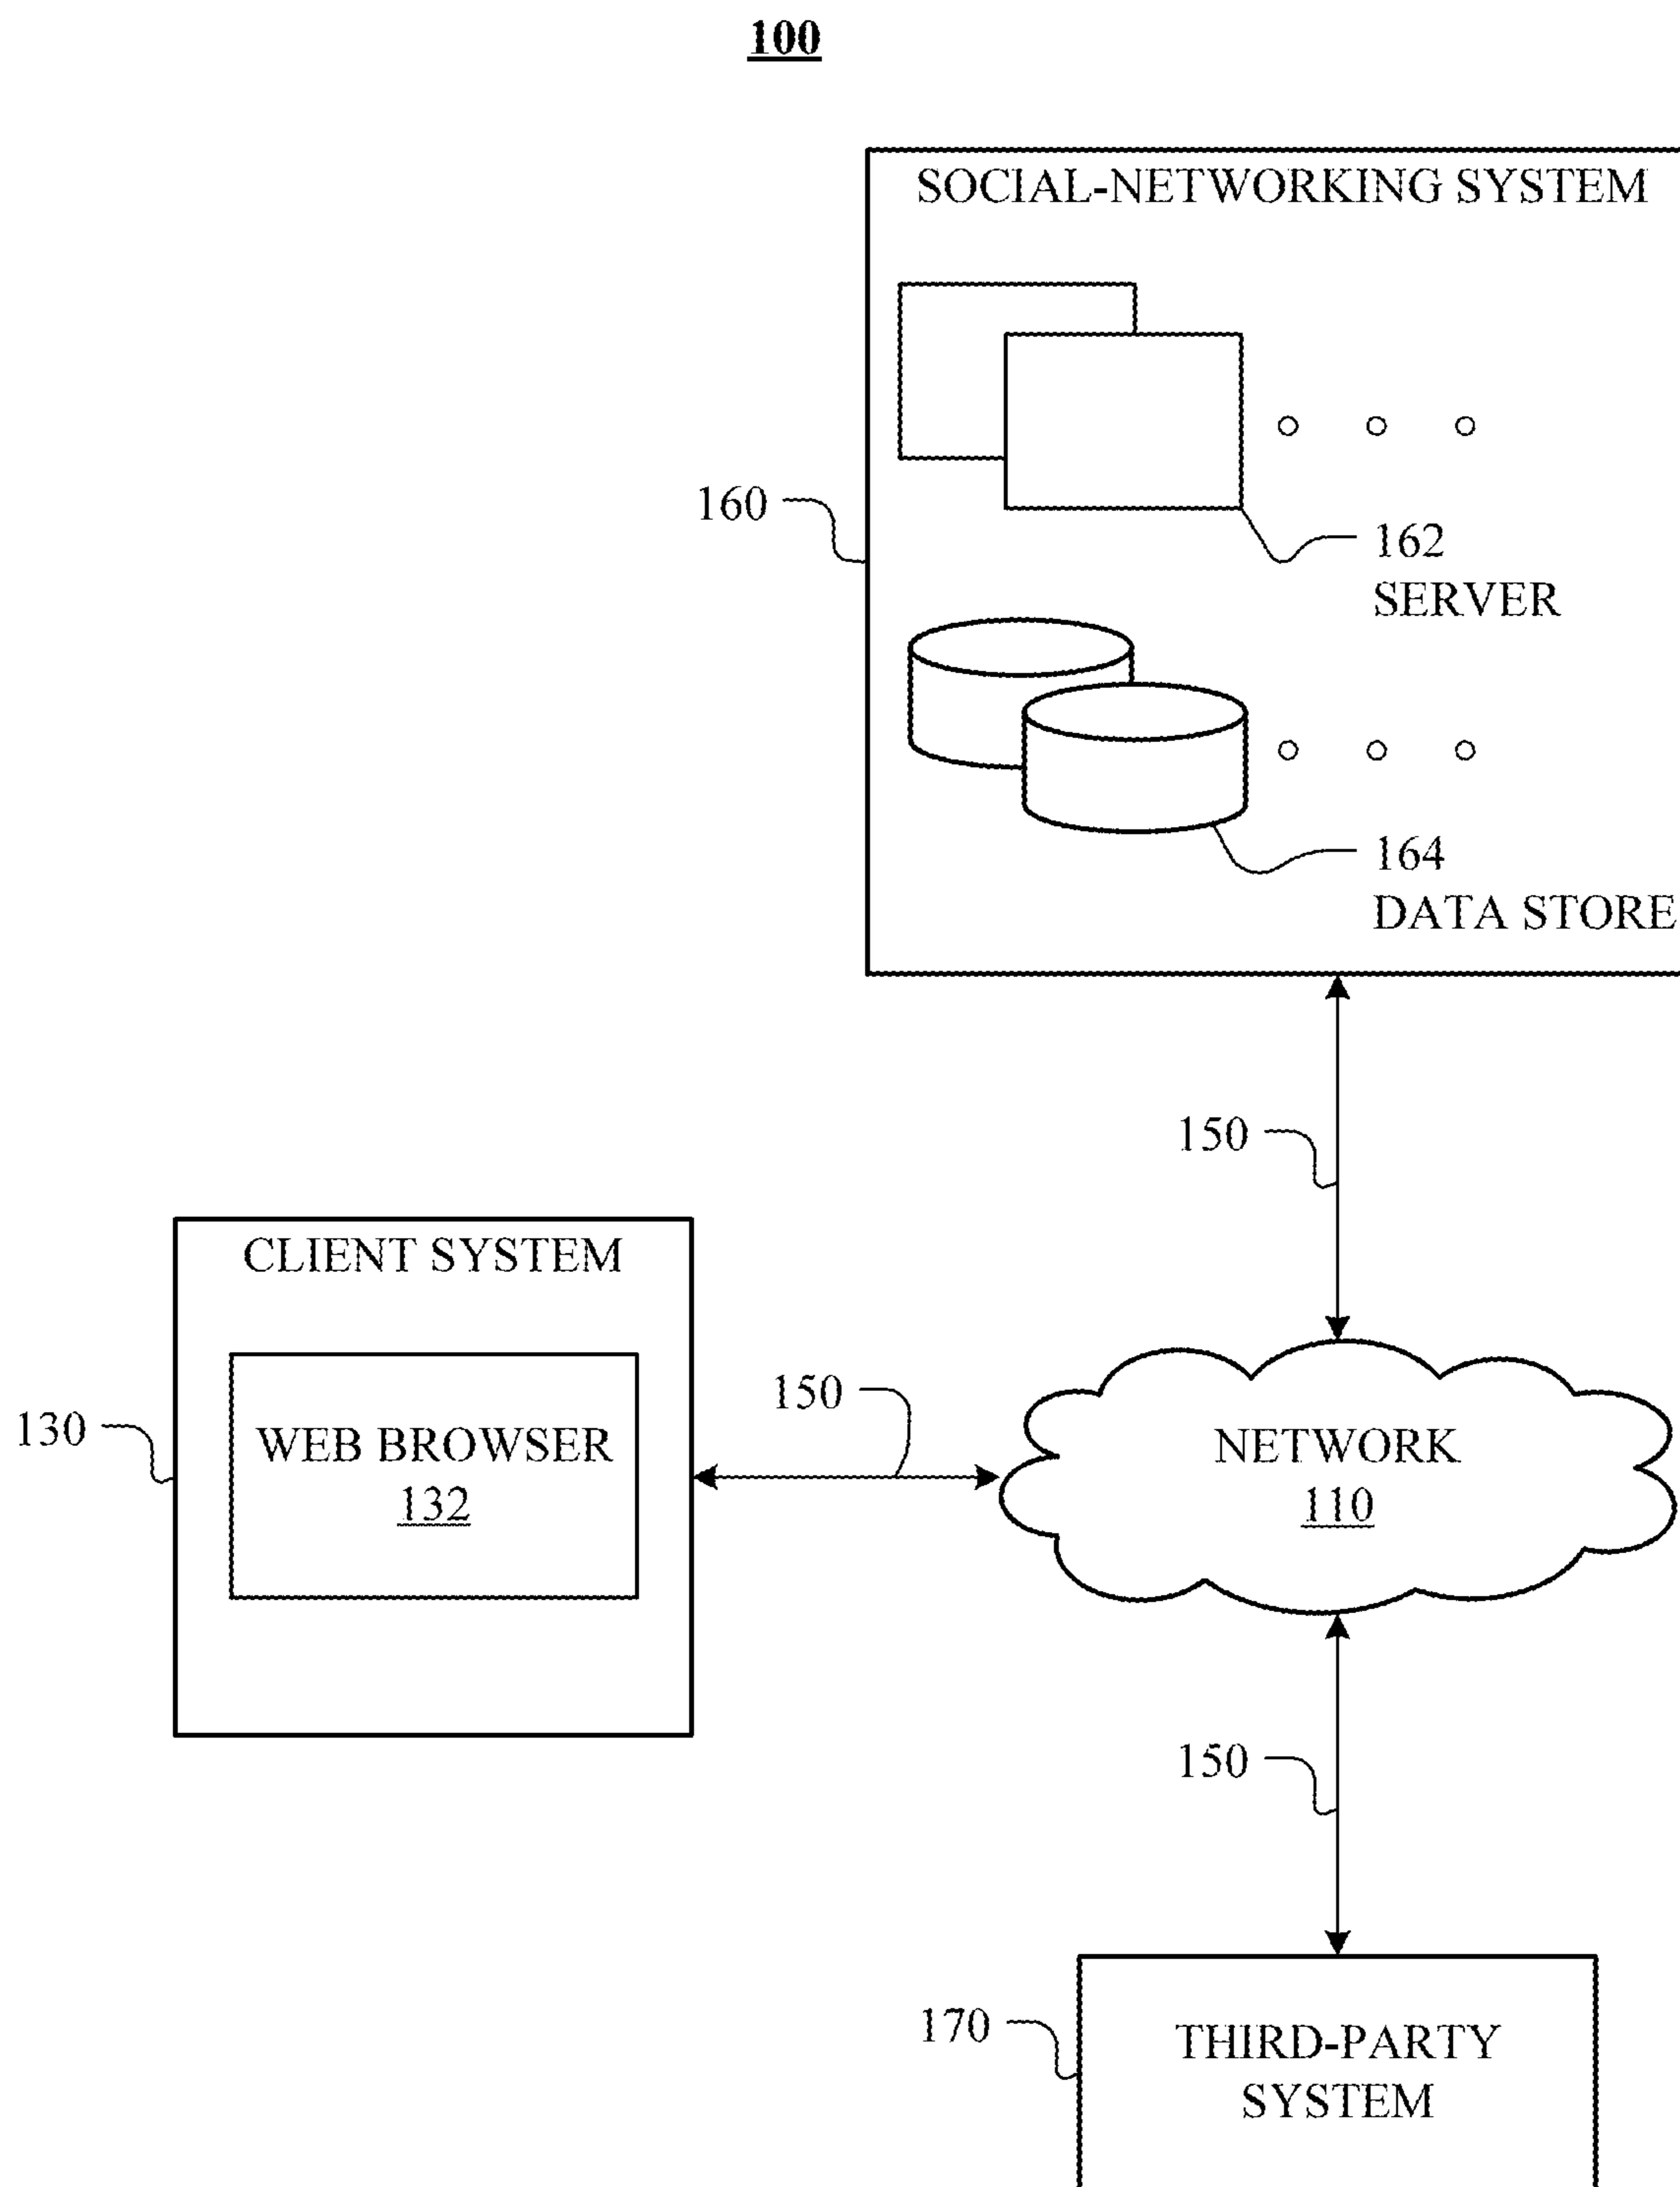 100
SOCIAL-NETWORKING SYSTEM
160
162
SERVER
164
DATA STORE
150
CLIENT SYSTEM
130
WEB BROWSER
132
150
NETWORK
110
150
170
THIRD-PARTY
SYSTEM